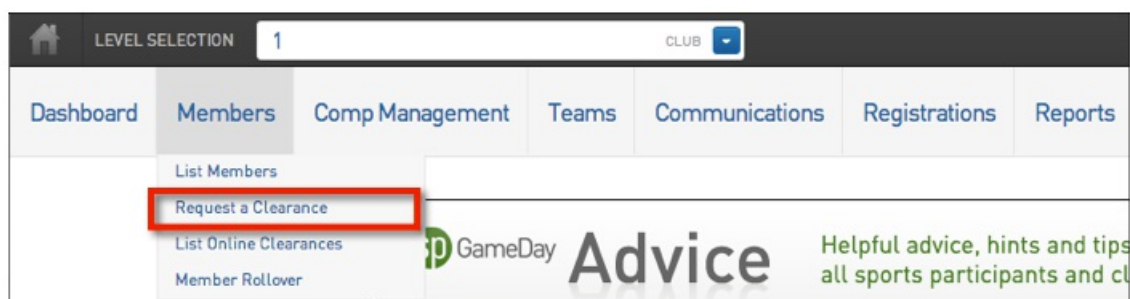 LEVEL SELECTION 1 CLUB
Dashboard Members Comp Management Teams Communications Registrations Reports
List Members
Request a Clearance
List Online Clearances
Member Rollover
sp GameDay Advice
Helpful advice, hints and tips
all sports participants and cl